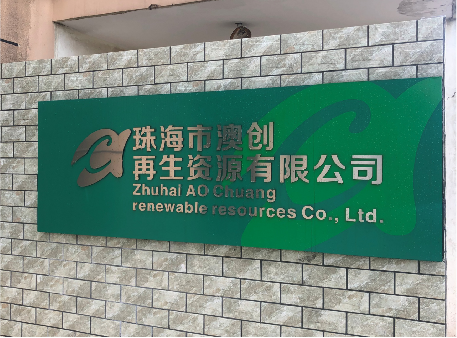 珠海市澳创
再生资源有限公司
Zhuhai AO Chuang
renewable resources Co., Ltd.